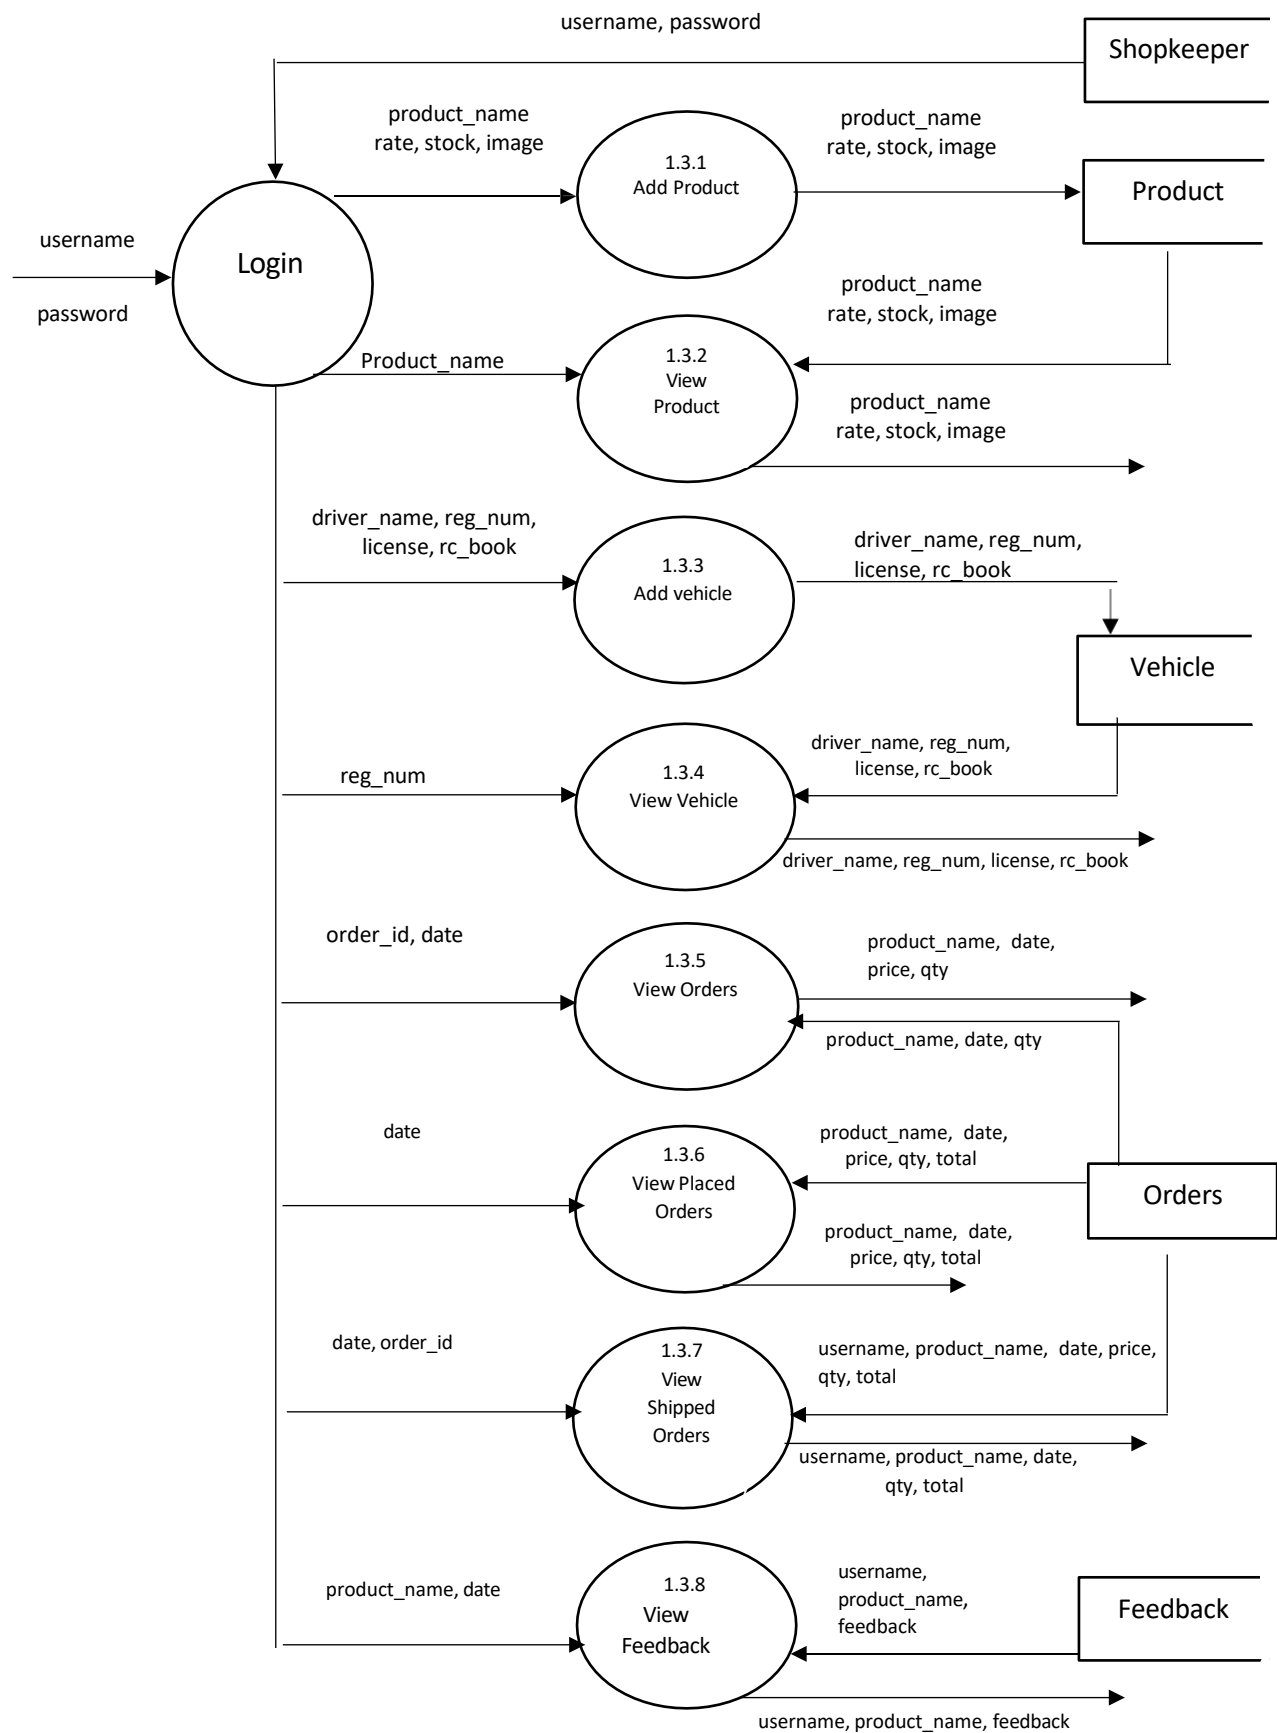 username, password
Shopkeeper
product_name
rate, stock, image
1.3.1
Add Product
product_name
rate, stock, image
Product
username
Login
password
product_name
rate, stock, image
Product_name
1.3.2
View
Product
product_name
rate, stock, image
driver_name, reg_num,
license, rc_book
1.3.3
Add vehicle
driver_name, reg_num,
license, rc_book
Vehicle
reg_num
1.3.4
View Vehicle
driver_name, reg_num,
license, rc_book
driver_name, reg_num, license, rc_book
order_id, date
1.3.5
View Orders
product_name, date,
price, qty
product_name, date, qty
date
1.3.6
View Placed
Orders
product_name, date,
price, qty, total
Orders
product_name, date,
price, qty, total
date, order_id
1.3.7
View
Shipped
Orders
username, product_name, date, price,
qty, total
username, product_name, date,
qty, total
product_name, date
1.3.8
View
Feedback
username,
product_name,
feedback
Feedback
username, product_name, feedback